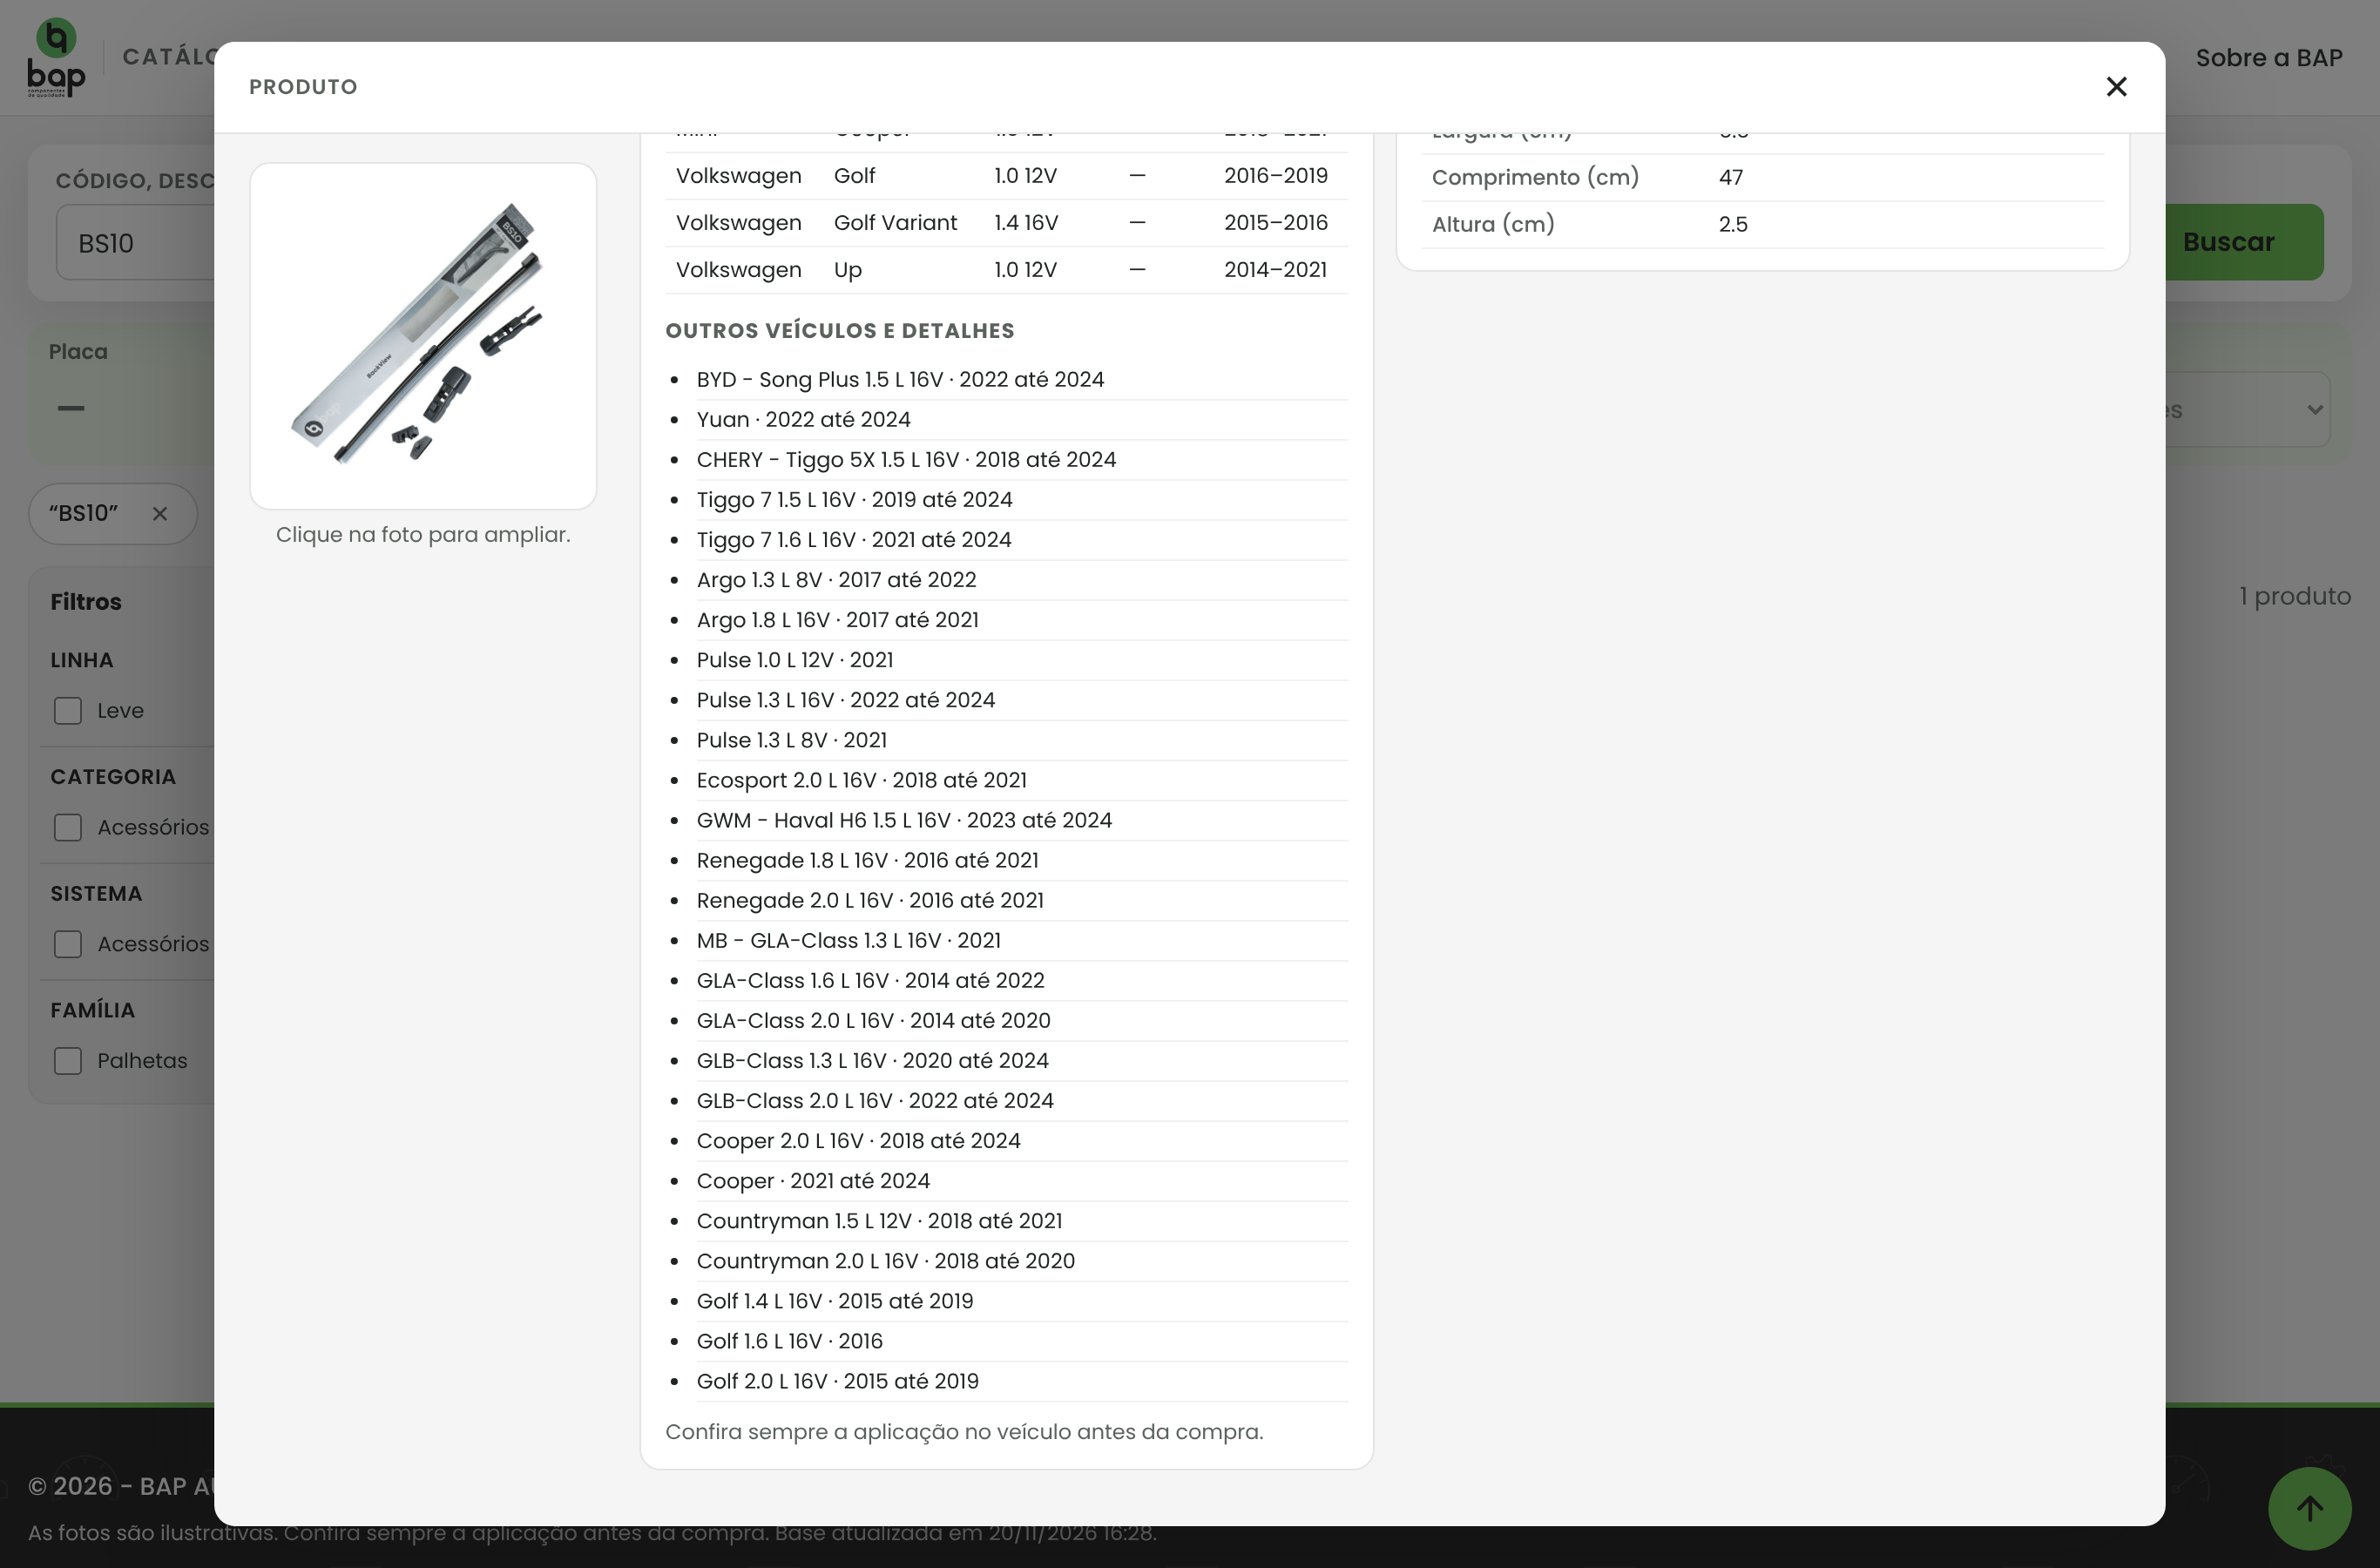 bap
componentes
de qualidade
Sobre a BAP
PRODUTO
CÓDIGO, DESC
BS10
Buscar
Placa
—
“BS10”
1 produto
Filtros
LINHA
Leve
CATEGORIA
Acessórios
SISTEMA
Acessórios
FAMÍLIA
Palhetas
BS10
BackView
bap
Clique na foto para ampliar.
Volkswagen Golf 1.0 12V — 2016–2019
Volkswagen Golf Variant 1.4 16V — 2015–2016
Volkswagen Up 1.0 12V — 2014–2021
OUTROS VEÍCULOS E DETALHES
BYD - Song Plus 1.5 L 16V · 2022 até 2024
Yuan · 2022 até 2024
CHERY - Tiggo 5X 1.5 L 16V · 2018 até 2024
Tiggo 7 1.5 L 16V · 2019 até 2024
Tiggo 7 1.6 L 16V · 2021 até 2024
Argo 1.3 L 8V · 2017 até 2022
Argo 1.8 L 16V · 2017 até 2021
Pulse 1.0 L 12V · 2021
Pulse 1.3 L 16V · 2022 até 2024
Pulse 1.3 L 8V · 2021
Ecosport 2.0 L 16V · 2018 até 2021
GWM - Haval H6 1.5 L 16V · 2023 até 2024
Renegade 1.8 L 16V · 2016 até 2021
Renegade 2.0 L 16V · 2016 até 2021
MB - GLA-Class 1.3 L 16V · 2021
GLA-Class 1.6 L 16V · 2014 até 2022
GLA-Class 2.0 L 16V · 2014 até 2020
GLB-Class 1.3 L 16V · 2020 até 2024
GLB-Class 2.0 L 16V · 2022 até 2024
Cooper 2.0 L 16V · 2018 até 2024
Cooper · 2021 até 2024
Countryman 1.5 L 12V · 2018 até 2021
Countryman 2.0 L 16V · 2018 até 2020
Golf 1.4 L 16V · 2015 até 2019
Golf 1.6 L 16V · 2016
Golf 2.0 L 16V · 2015 até 2019
Confira sempre a aplicação no veículo antes da compra.
Largura (cm)
Comprimento (cm) 47
Altura (cm) 2.5
© 2026 - BAP
As fotos são ilustrativas. Confira sempre a aplicação antes da compra. Base atualizada em 20/11/2026 16:28.